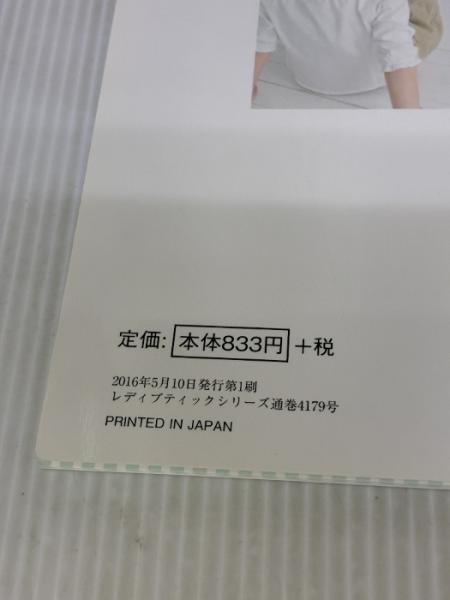 定価: 本体833円 +税
2016年5月10日発行第1刷
レディブティックシリーズ通巻4179号
PRINTED IN JAPAN